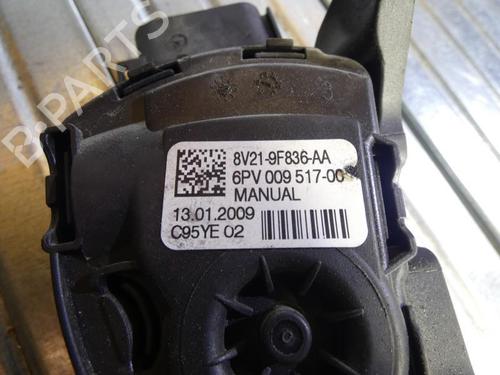 B-PARTS
8V21-9F836-AA
6PV 009 517-00
MANUAL
13.01.2009
C95YE 02